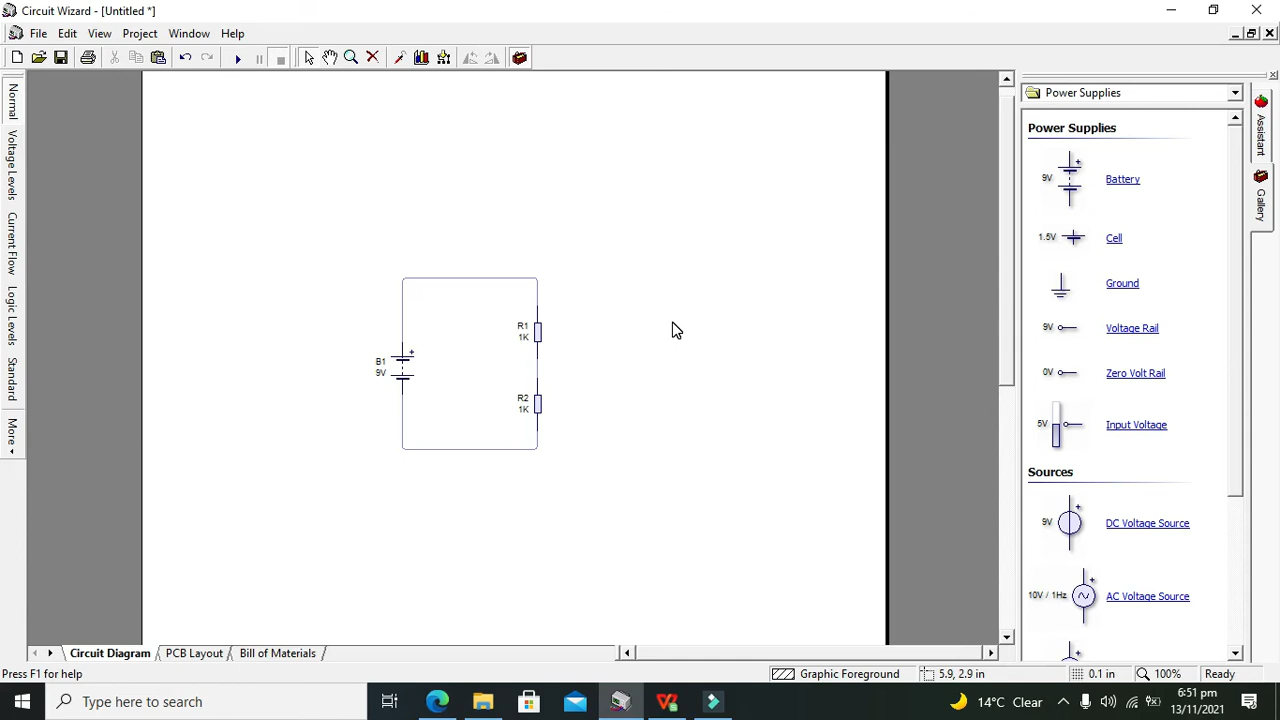 Circuit Wizard - [Untitled *]
File Edit View Project Window Help
Normal
Voltage Levels
Current Flow
Logic Levels
Standard
More
R1
1K
B1
9V
R2
1K
Power Supplies
Power Supplies
9V Battery
1.5V Cell
Ground
9V Voltage Rail
0V Zero Volt Rail
5V Input Voltage
Sources
9V DC Voltage Source
10V / 1Hz AC Voltage Source
Assistant
Gallery
Circuit Diagram PCB Layout Bill of Materials
Press F1 for help Graphic Foreground 5.9, 2.9 in 0.1 in 100% Ready
Type here to search
14°C Clear
6:51 pm
13/11/2021